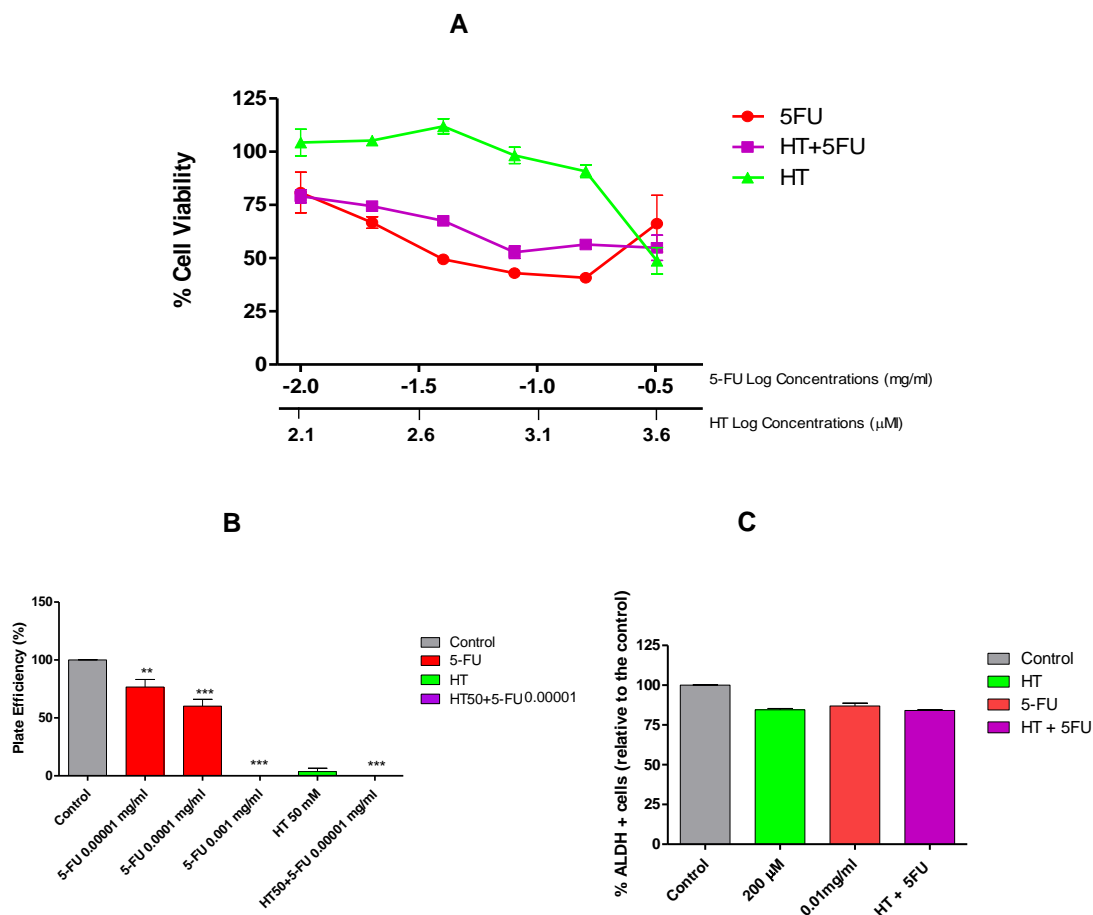 A
% Cell Viability
125
100
75
50
25
0
-2.0 -1.5 -1.0 -0.5
5-FU Log Concentrations (mg/ml)
2.1 2.6 3.1 3.6
HT Log Concentrations (µMl)
5FU
HT+5FU
HT
B
Plate Efficiency (%)
150
100
50
0
** *** *** ***
Control
5-FU 0.00001 mg/ml
5-FU 0.0001 mg/ml
5-FU 0.001 mg/ml
HT 50 mM
HT50+5-FU 0.00001 mg/ml
Control
5-FU
HT
HT50+5-FU 0.00001
C
% ALDH + cells (relative to the control)
125
100
75
50
25
0
Control
200 µM
0.01mg/ml
HT + 5FU
Control
HT
5-FU
HT + 5FU